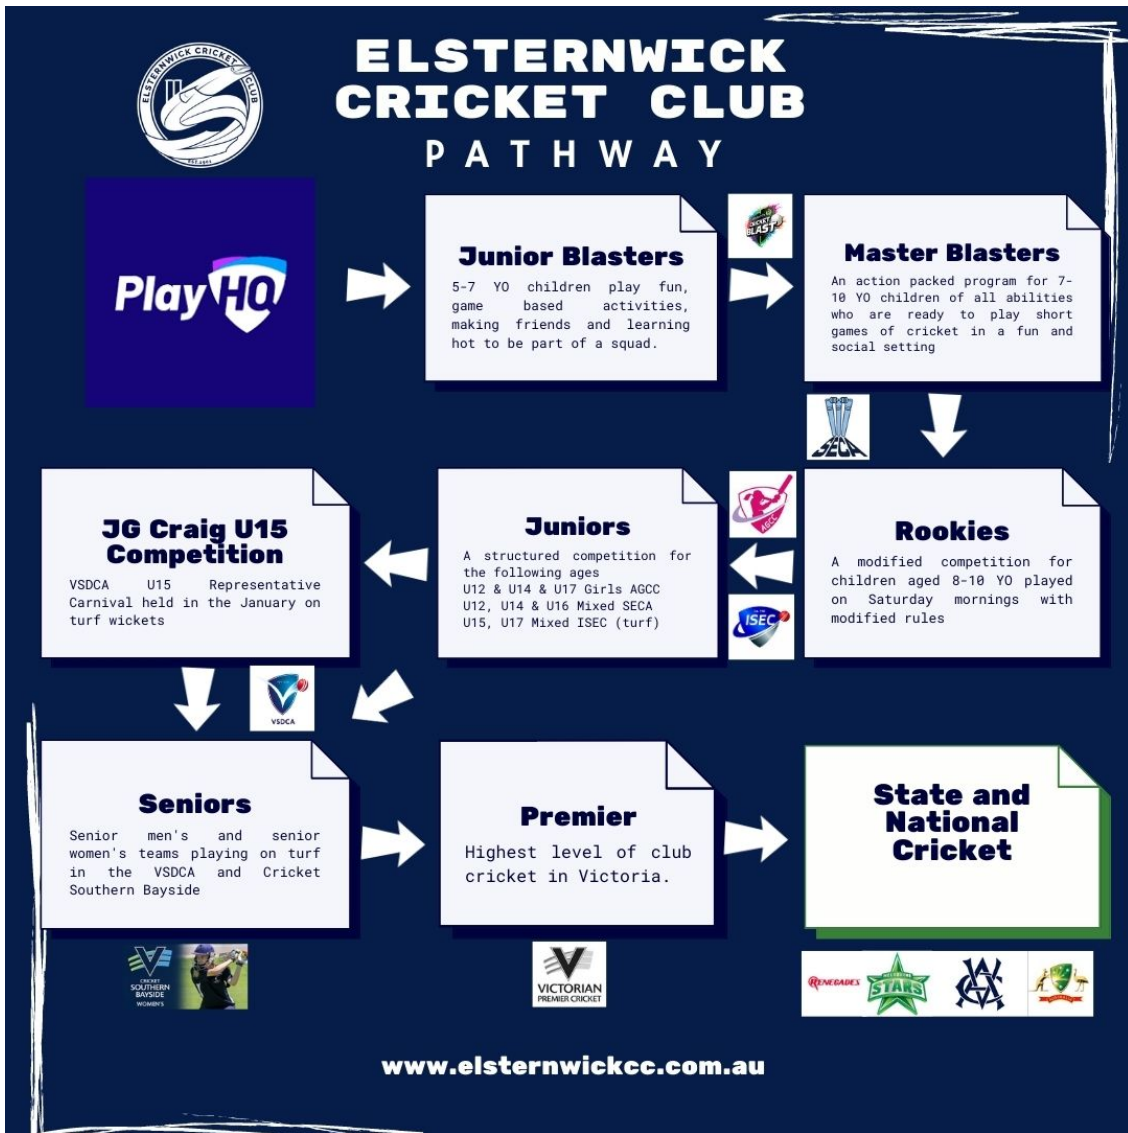 ELSTERNWICK CRICKET CLUB
ELSTERNWICK
CRICKET CLUB
PATHWAY
PlayHQ
Junior Blasters
5-7 YO children play fun,
game based activities,
making friends and learning
hot to be part of a squad.
CRICKET
BLAST
Master Blasters
An action packed program for 7-
10 YO children of all abilities
who are ready to play short
games of cricket in a fun and
social setting
SECA
JG Craig U15
Competition
VSDCA U15 Representative
Carnival held in the January on
turf wickets
Juniors
A structured competition for
the following ages
U12 & U14 & U17 Girls AGCC
U12, U14 & U16 Mixed SECA
U15, U17 Mixed ISEC (turf)
AGCC
ISEC
Rookies
A modified competition for
children aged 8-10 YO played
on Saturday mornings with
modified rules
VSDCA
Seniors
Senior men's and senior
women's teams playing on turf
in the VSDCA and Cricket
Southern Bayside
Premier
Highest level of club
cricket in Victoria.
State and
National
Cricket
CRICKET
SOUTHERN
BAYSIDE
WOMEN'S
VICTORIAN
PREMIER CRICKET
RENEGADES
MELBOURNE
STARS
www.elsternwickcc.com.au